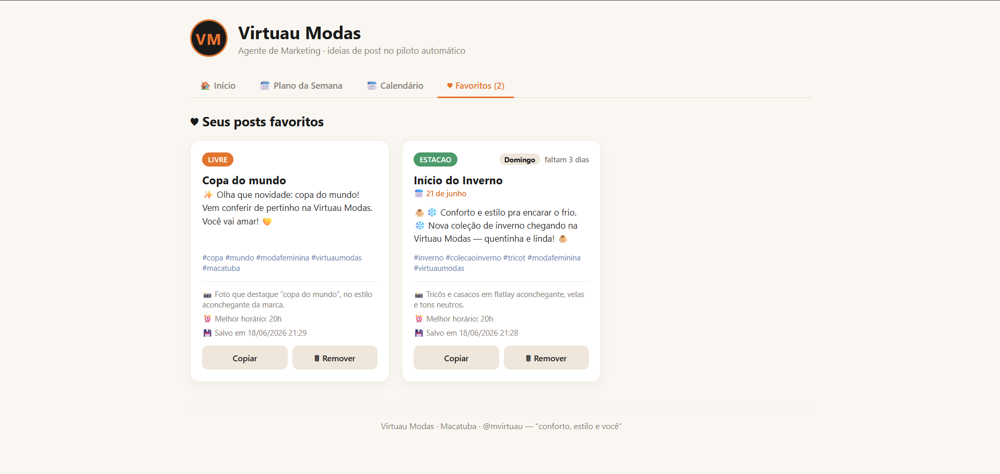 VM
Virtuau Modas
Agente de Marketing · ideias de post no piloto automático
🏠 Início
🗓️ Plano da Semana
🗓️ Calendário
♥ Favoritos (2)
♥ Seus posts favoritos
LIVRE
Copa do mundo
✨ Olha que novidade: copa do mundo!
Vem conferir de pertinho na Virtuau Modas.
Você vai amar! 🧡
#copa #mundo #modafeminina #virtuaumodas
#macatuba
📷 Foto que destaque “copa do mundo”, no estilo
aconchegante da marca.
⏰ Melhor horário: 20h
💾 Salvo em 18/06/2026 21:29
Copiar
🗑 Remover
ESTACAO
Domingo
faltam 3 dias
Início do Inverno
🗓️ 21 de junho
🧥 ❄️ Conforto e estilo pra encarar o frio.
❄️ Nova coleção de inverno chegando na
Virtuau Modas — quentinha e linda! 🧥
#inverno #colecaoinverno #tricot #modafeminina
#virtuaumodas
📷 Tricôs e casacos em flatlay aconchegante, velas
e tons neutros.
⏰ Melhor horário: 20h
💾 Salvo em 18/06/2026 21:28
Copiar
🗑 Remover
Virtuau Modas · Macatuba · @mvirtuau — “conforto, estilo e você”